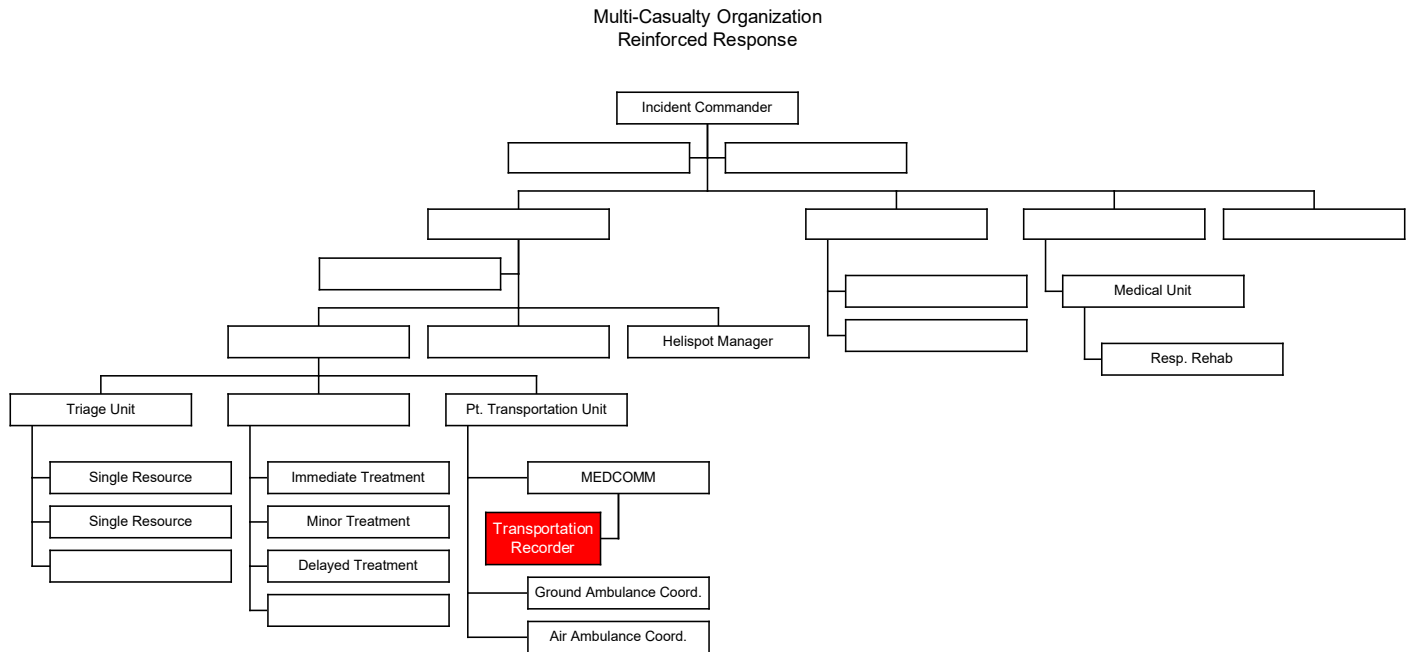 Multi-Casualty Organization
Reinforced Response
Incident Commander
Medical Unit
Helispot Manager
Resp. Rehab
Triage Unit
Pt. Transportation Unit
Single Resource
Immediate Treatment
MEDCOMM
Single Resource
Minor Treatment
Transportation
Recorder
Delayed Treatment
Ground Ambulance Coord.
Air Ambulance Coord.